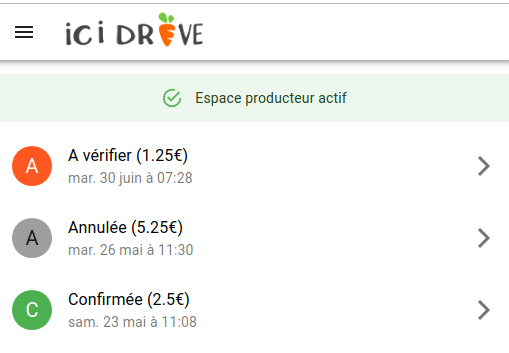 iCi DRiVE
Espace producteur actif
A
A vérifier (1.25€)
mar. 30 juin à 07:28
A
Annulée (5.25€)
mar. 26 mai à 11:30
C
Confirmée (2.5€)
sam. 23 mai à 11:08